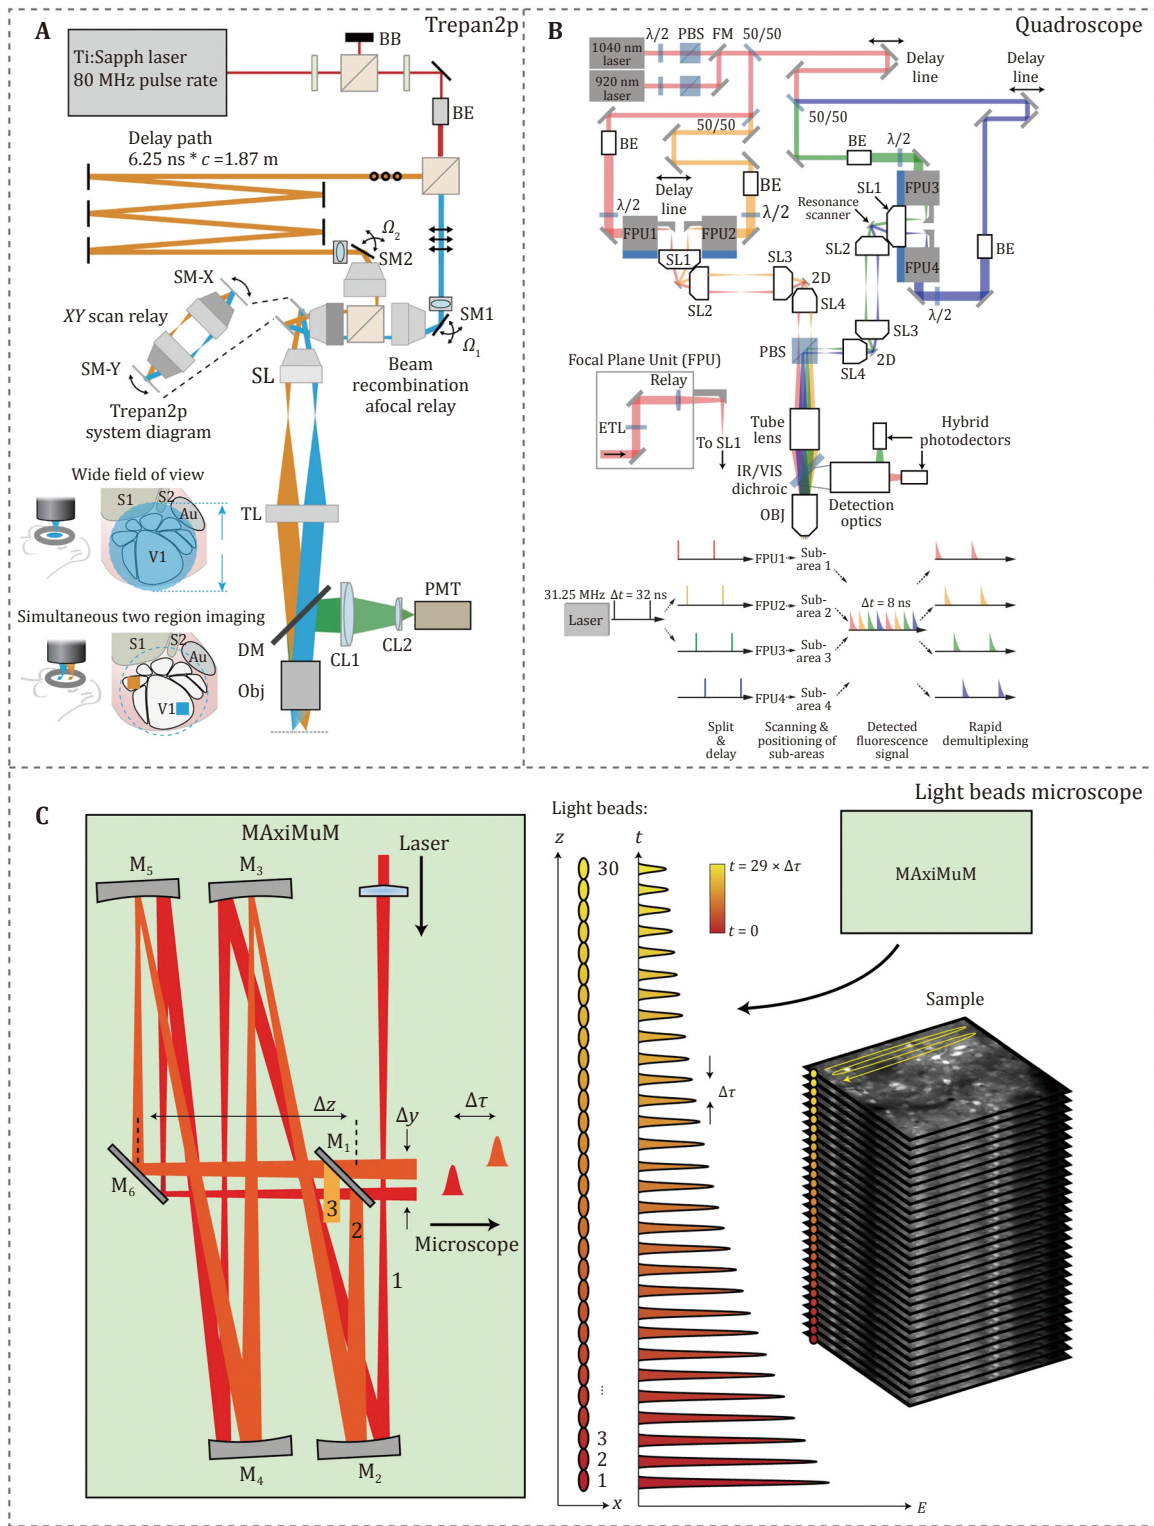 A
Trepan2p
Ti:Sapph laser
80 MHz pulse rate
BB
BE
Delay path
6.25 ns * c =1.87 m
Ω2
SM2
SM-X
XY scan relay
SM-Y
SM1
Ω1
SL
Beam
recombination
afocal relay
Trepan2p
system diagram
Wide field of view
S1
S2
Au
V1
TL
Simultaneous two region imaging
S1
S2
Au
V1
DM
CL1
CL2
PMT
Obj
B
Quadroscope
λ/2
PBS
FM
50/50
1040 nm
laser
920 nm
laser
Delay
line
Delay
line
50/50
50/50
BE
BE
λ/2
SL1
FPU3
Resonance
scanner
Delay
line
BE
λ/2
λ/2
FPU1
FPU2
SL1
SL2
FPU4
BE
SL3
2D
SL4
λ/2
SL2
SL3
PBS
SL4
2D
Focal Plane Unit (FPU)
Relay
ETL
To SL1
Tube
lens
Hybrid
photodectors
IR/VIS
dichroic
OBJ
Detection
optics
FPU1
Sub-
area 1
31.25 MHz
Δt = 32 ns
Laser
FPU2
Sub-
area 2
Δt = 8 ns
FPU3
Sub-
area 3
FPU4
Sub-
area 4
Split
&
delay
Scanning &
positioning of
sub-areas
Detected
fluorescence
signal
Rapid
demultiplexing
C
MAxiMuM
Laser
M5
M3
Δz
Δy
Δτ
M1
M6
3
2
1
Microscope
M4
M2
Light beads microscope
Light beads:
z
t
30
t = 29 × Δτ
t = 0
MAxiMuM
Sample
Δτ
...
3
2
1
x
E